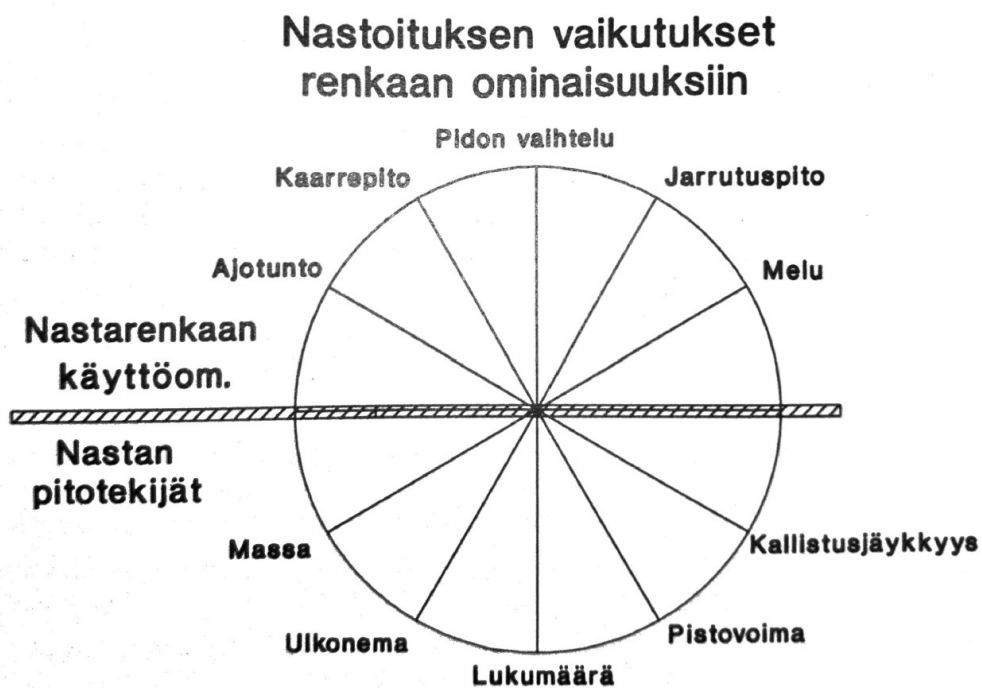 Nastoituksen vaikutukset
renkaan ominaisuuksiin
Pidon vaihtelu
Kaarrepito
Jarrutuspito
Ajotunto
Melu
Nastarenkaan
käyttöom.
Nastan
pitotekijät
Massa
Kallistusjäykkyys
Ulkonema
Pistovoima
Lukumäärä